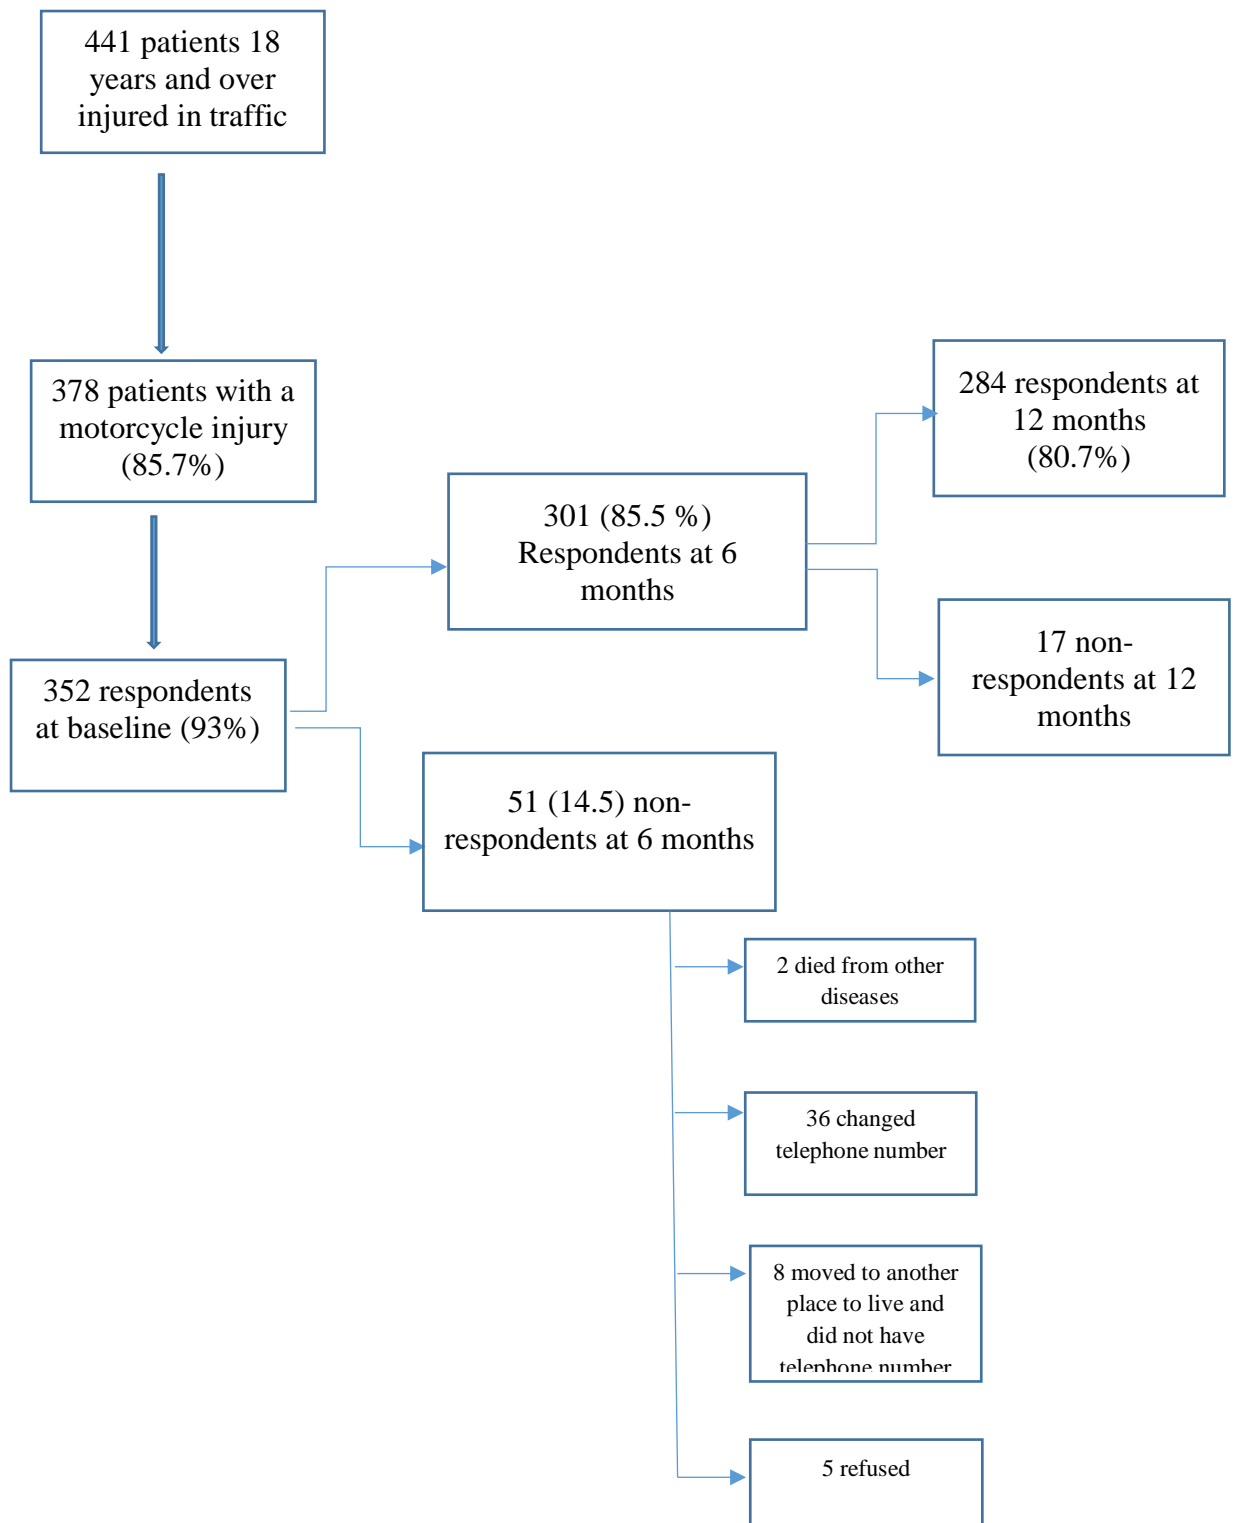 441 patients 18
years and over
injured in traffic
378 patients with a
motorcycle injury
(85.7%)
284 respondents at
12 months
(80.7%)
301 (85.5 %)
Respondents at 6
months
17 non-
respondents at 12
months
352 respondents
at baseline (93%)
51 (14.5) non-
respondents at 6 months
2 died from other
diseases
36 changed
telephone number
8 moved to another
place to live and
did not have
telephone number
5 refused